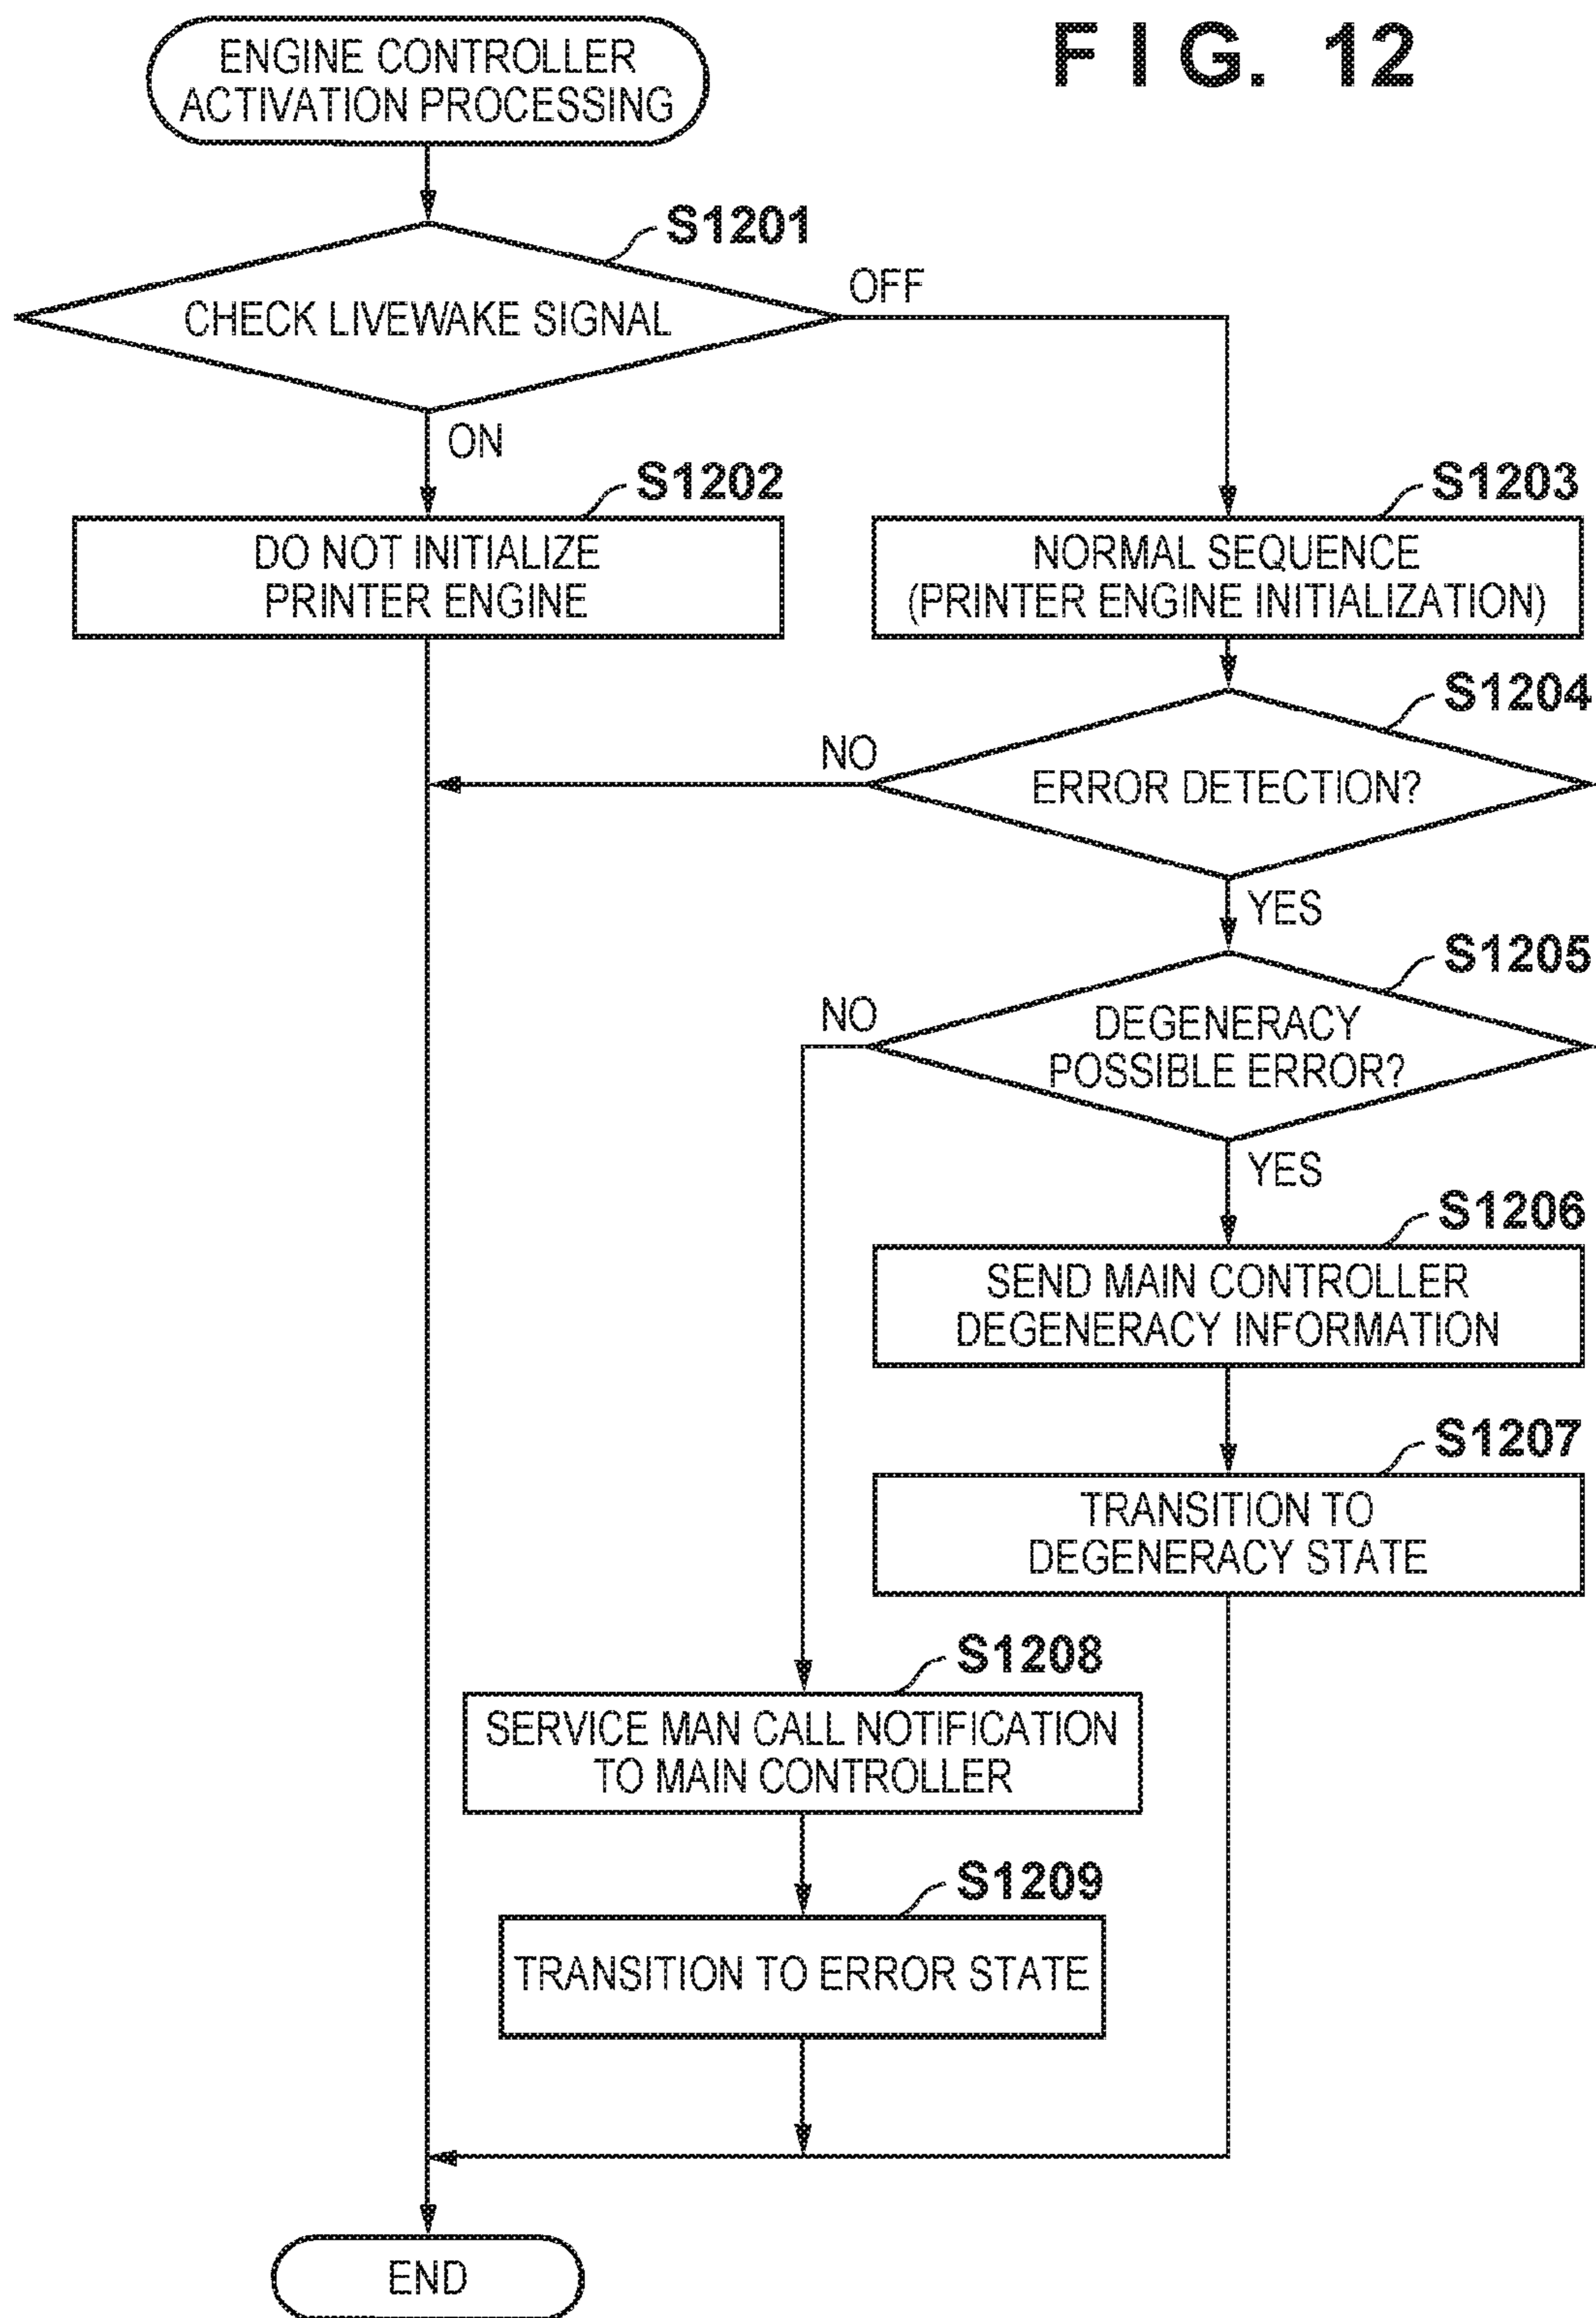 FIG. 12
ENGINE CONTROLLER
ACTIVATION PROCESSING
S1201
CHECK LIVEWAKE SIGNAL
OFF
ON
S1202
DO NOT INITIALIZE
PRINTER ENGINE
S1203
NORMAL SEQUENCE
(PRINTER ENGINE INITIALIZATION)
S1204
ERROR DETECTION?
NO
YES
S1205
DEGENERACY
POSSIBLE ERROR?
NO
YES
S1206
SEND MAIN CONTROLLER
DEGENERACY INFORMATION
S1207
TRANSITION TO
DEGENERACY STATE
S1208
SERVICE MAN CALL NOTIFICATION
TO MAIN CONTROLLER
S1209
TRANSITION TO ERROR STATE
END